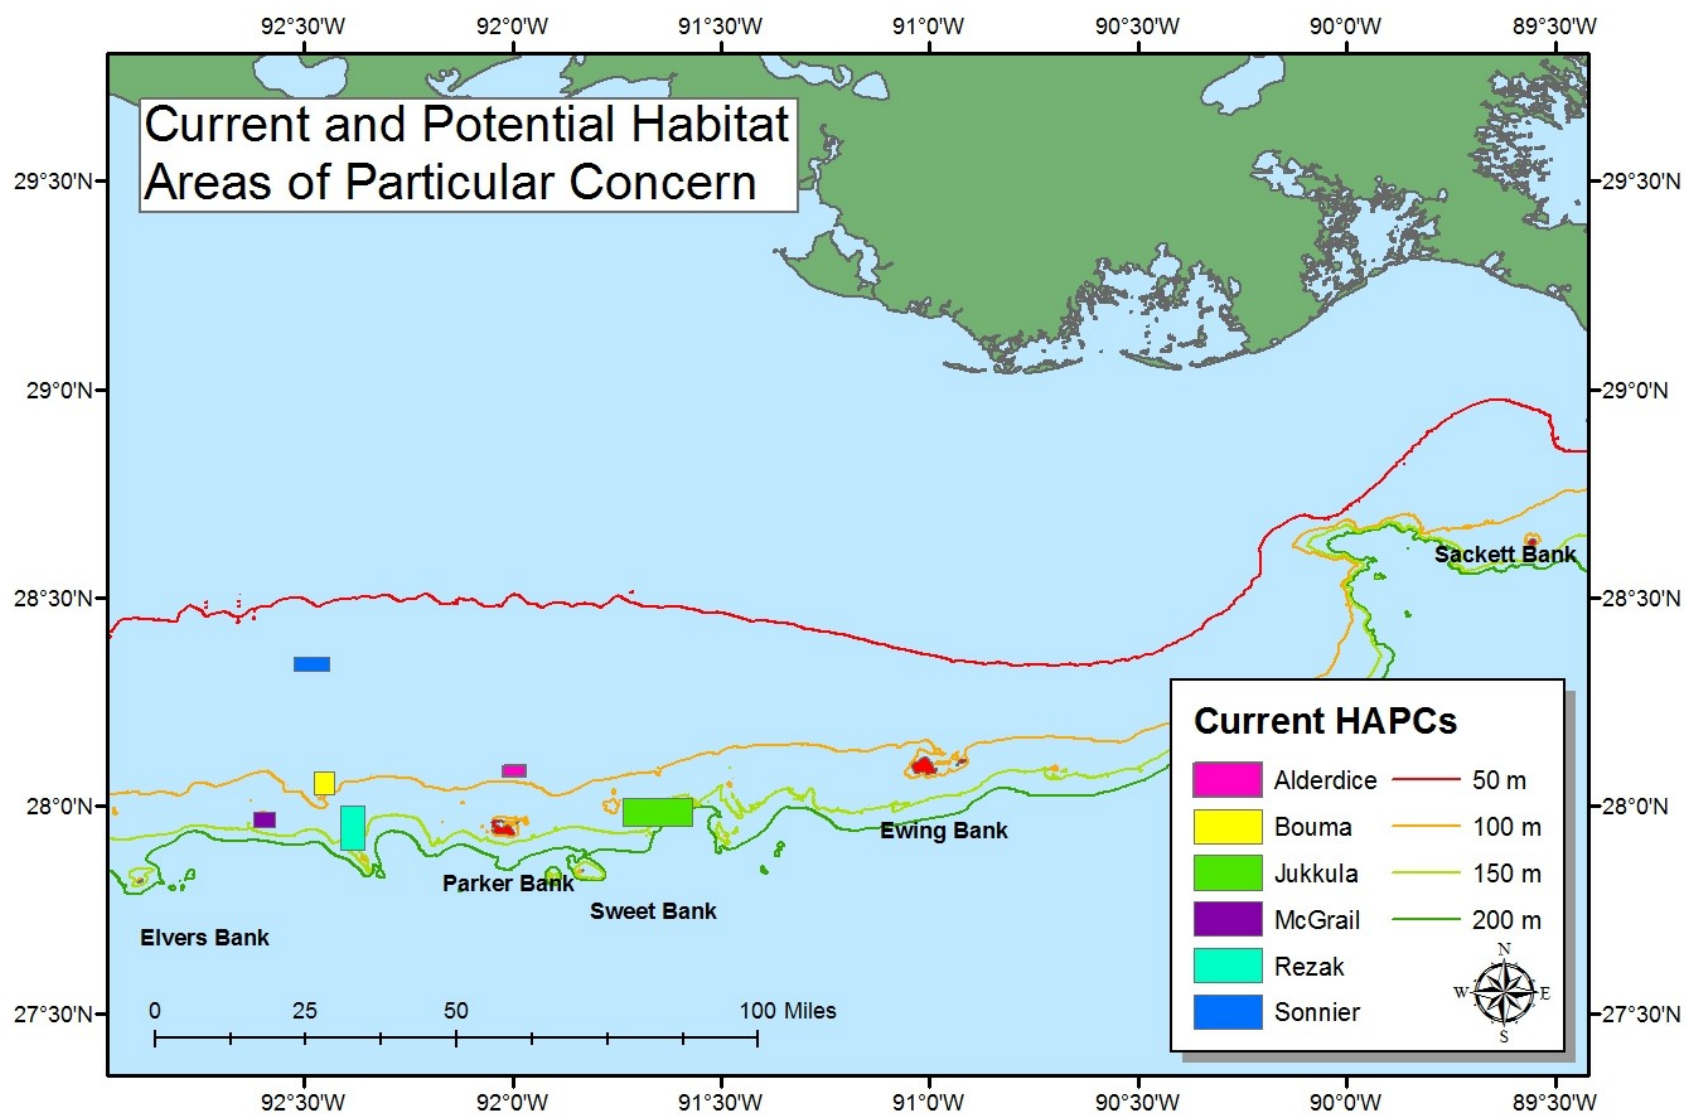 92°30'W 92°0'W 91°30'W 91°0'W 90°30'W 90°0'W 89°30'W
Current and Potential Habitat
Areas of Particular Concern
29°30'N 29°30'N
29°0'N 29°0'N
28°30'N 28°30'N
28°0'N 28°0'N
27°30'N 27°30'N
Sackett Bank
Ewing Bank
Parker Bank
Sweet Bank
Elvers Bank
0 25 50 100 Miles
Current HAPCs
Alderdice 50 m
Bouma 100 m
Jukkula 150 m
McGrail 200 m
Rezak
Sonnier
N
W E
S
92°30'W 92°0'W 91°30'W 91°0'W 90°30'W 90°0'W 89°30'W